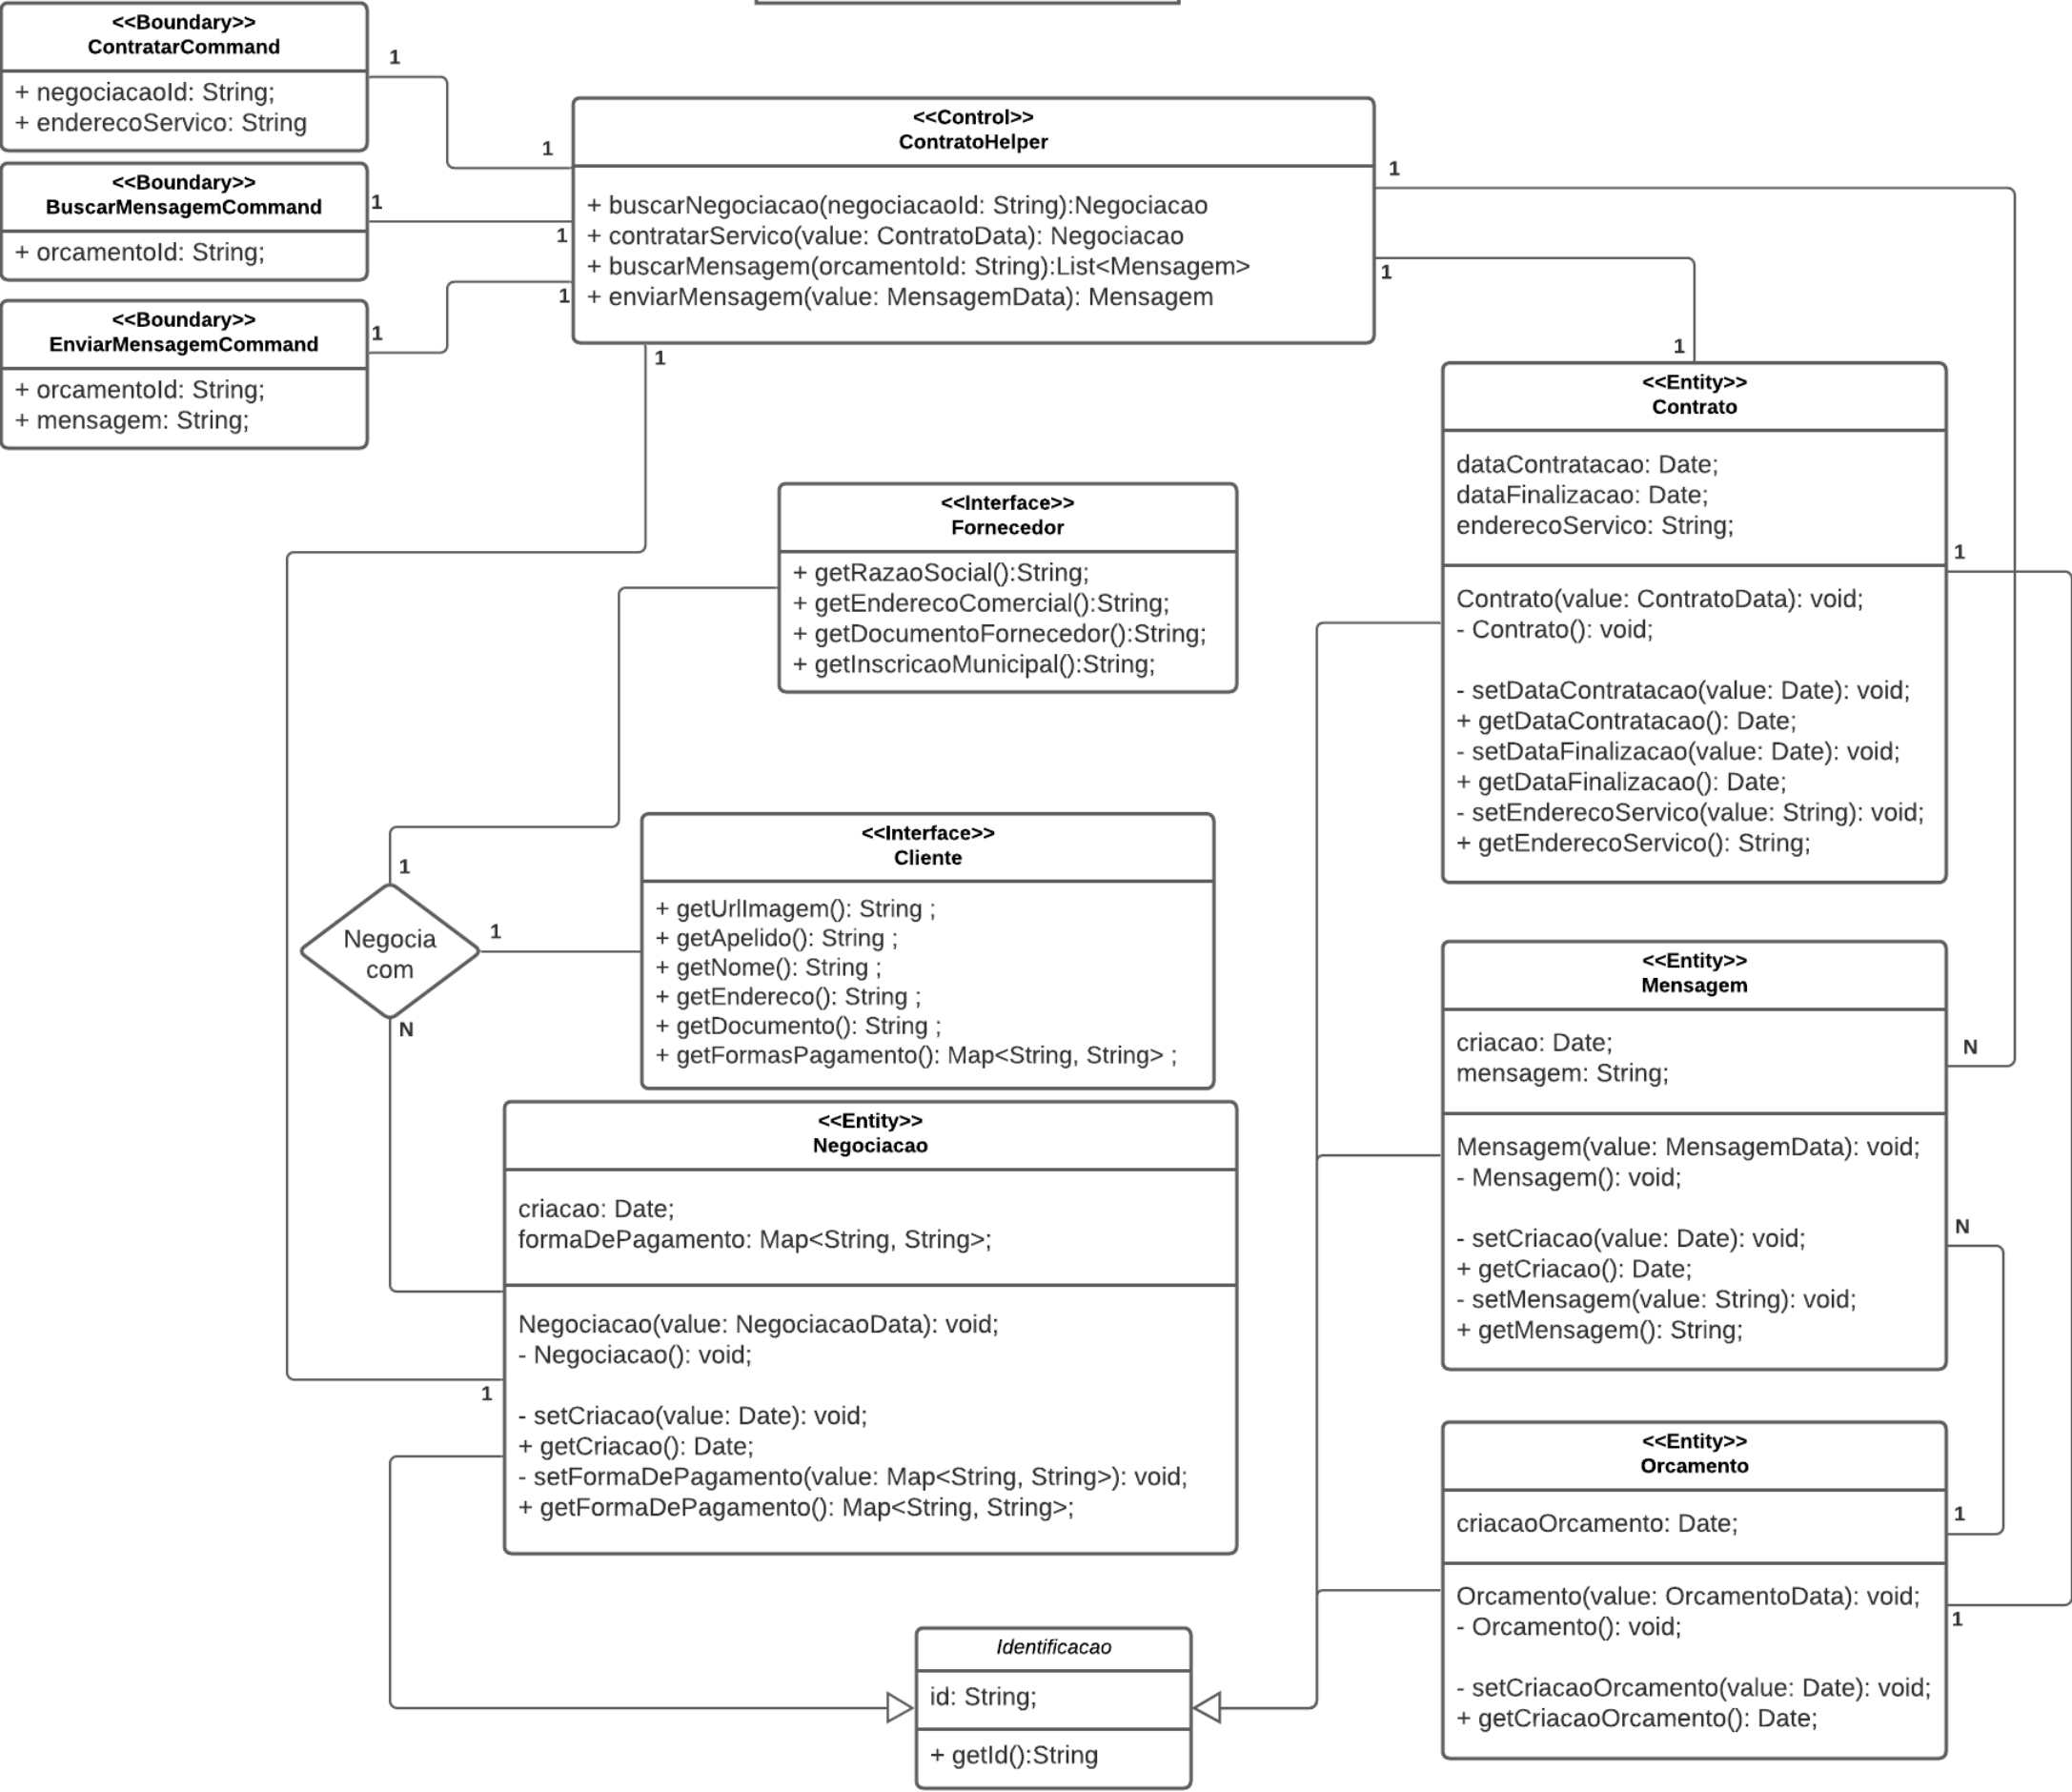 <<Boundary>>
ContratarCommand
+ negociacaoId: String;
+ enderecoServico: String
1
1
<<Boundary>>
BuscarMensagemCommand
+ orcamentoId: String;
1
1
<<Boundary>>
EnviarMensagemCommand
+ orcamentoId: String;
+ mensagem: String;
1
1
<<Control>>
ContratoHelper
+ buscarNegociacao(negociacaoId: String):Negociacao
+ contratarServico(value: ContratoData): Negociacao
+ buscarMensagem(orcamentoId: String):List<Mensagem>
+ enviarMensagem(value: MensagemData): Mensagem
1
1
1
1
<<Entity>>
Contrato
dataContratacao: Date;
dataFinalizacao: Date;
enderecoServico: String;
Contrato(value: ContratoData): void;
- Contrato(): void;
- setDataContratacao(value: Date): void;
+ getDataContratacao(): Date;
- setDataFinalizacao(value: Date): void;
+ getDataFinalizacao(): Date;
- setEnderecoServico(value: String): void;
+ getEnderecoServico(): String;
1
<<Interface>>
Fornecedor
+ getRazaoSocial():String;
+ getEnderecoComercial():String;
+ getDocumentoFornecedor():String;
+ getInscricaoMunicipal():String;
1
Negocia
com
1
N
<<Interface>>
Cliente
+ getUrlImagem(): String ;
+ getApelido(): String ;
+ getNome(): String ;
+ getEndereco(): String ;
+ getDocumento(): String ;
+ getFormasPagamento(): Map<String, String> ;
<<Entity>>
Negociacao
criacao: Date;
formaDePagamento: Map<String, String>;
Negociacao(value: NegociacaoData): void;
- Negociacao(): void;
- setCriacao(value: Date): void;
+ getCriacao(): Date;
- setFormaDePagamento(value: Map<String, String>): void;
+ getFormaDePagamento(): Map<String, String>;
1
<<Entity>>
Mensagem
criacao: Date;
mensagem: String;
Mensagem(value: MensagemData): void;
- Mensagem(): void;
- setCriacao(value: Date): void;
+ getCriacao(): Date;
- setMensagem(value: String): void;
+ getMensagem(): String;
N
N
<<Entity>>
Orcamento
criacaoOrcamento: Date;
Orcamento(value: OrcamentoData): void;
- Orcamento(): void;
- setCriacaoOrcamento(value: Date): void;
+ getCriacaoOrcamento(): Date;
1
1
Identificacao
id: String;
+ getId():String